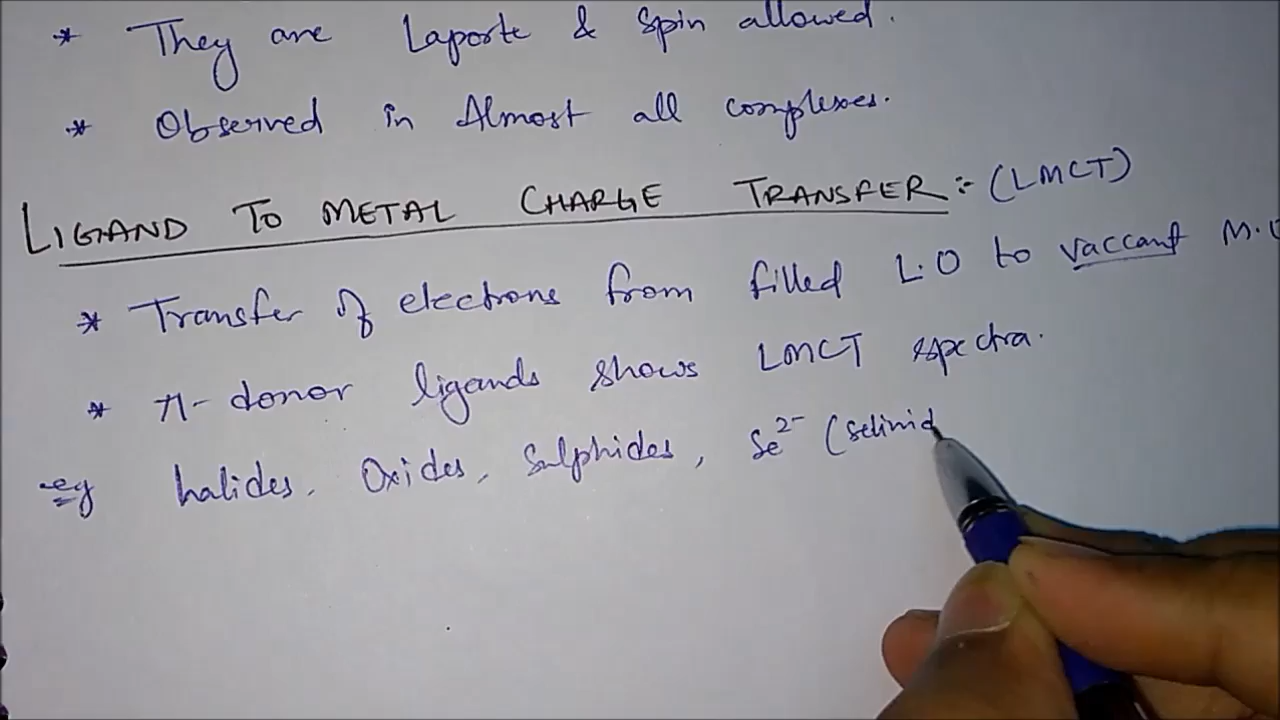 * They are Laporte & Spin allowed.
* Observed in Almost all complexes.
LIGAND TO METAL CHARGE TRANSFER :- (LMCT)
* Transfer of electrons from filled L.O to vaccant M.
* π-donor ligands shows LMCT spectra.
eg halides, Oxides, Sulphides, Se²⁻ (Selinid